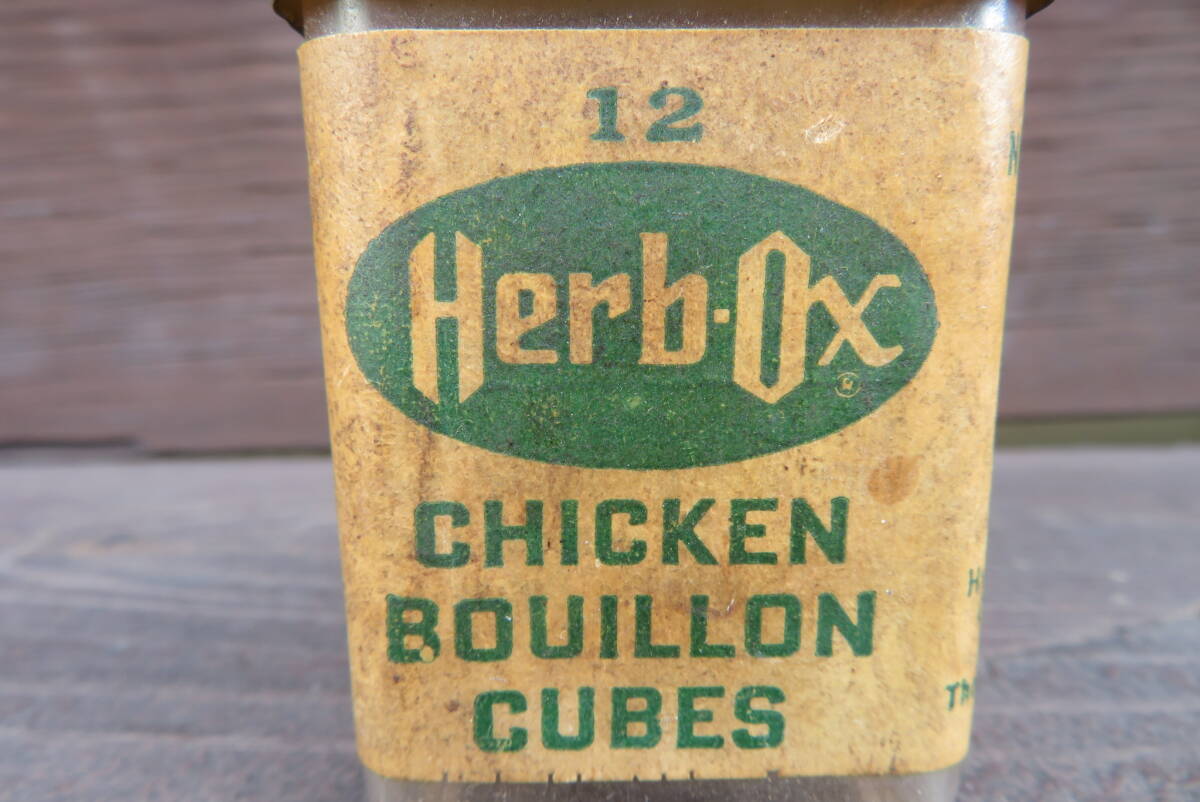 12
Herb-Ox
®
CHICKEN
BOUILLON
CUBES